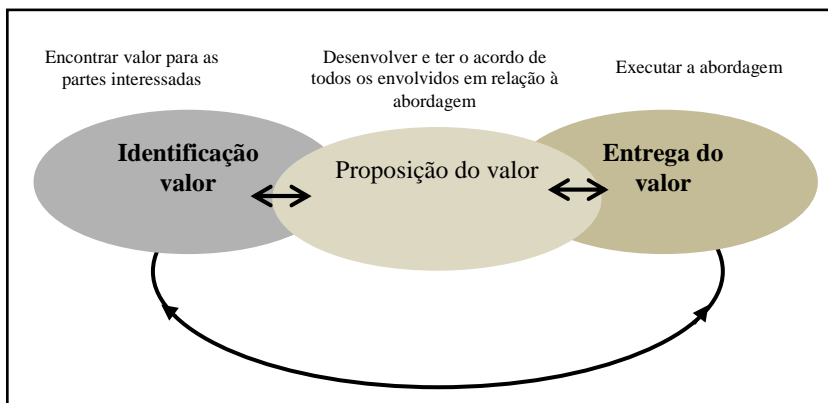 Encontrar valor para as
partes interessadas
Desenvolver e ter o acordo de
todos os envolvidos em relação à
abordagem
Executar a abordagem
Identificação
valor
Proposição do valor
Entrega do
valor